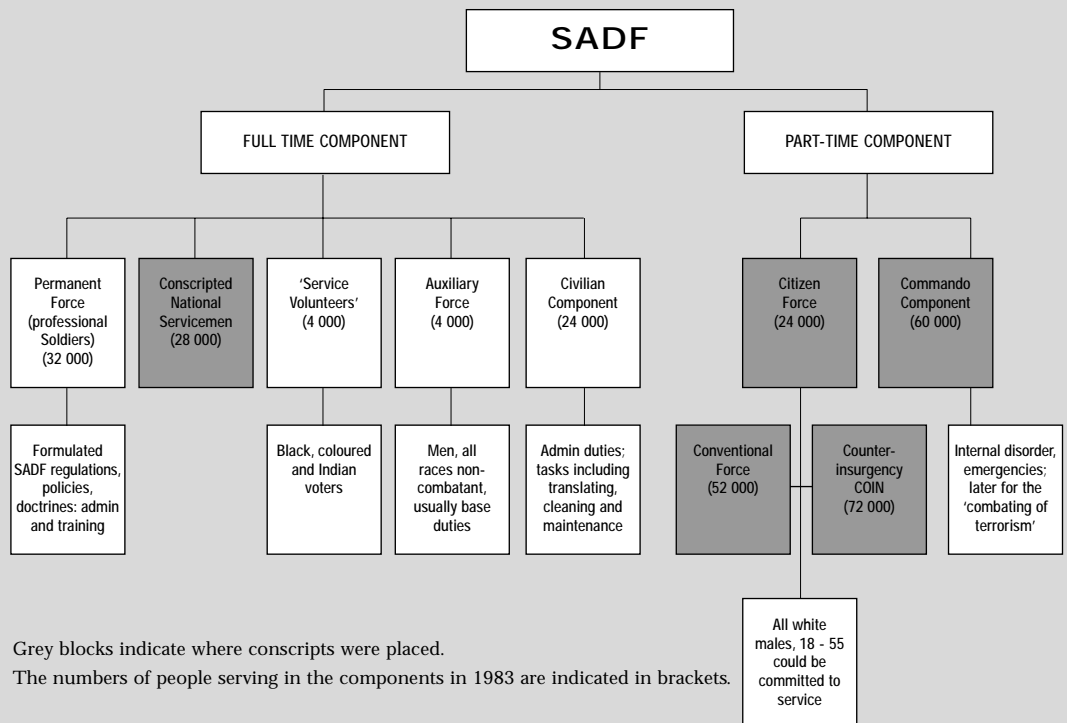 SADF
FULL TIME COMPONENT
PART-TIME COMPONENT
Permanent
Force
(professional
Soldiers)
(32 000)
Conscripted
National
Servicemen
(28 000)
'Service
Volunteers'
(4 000)
Auxiliary
Force
(4 000)
Civilian
Component
(24 000)
Citizen
Force
(24 000)
Commando
Component
(60 000)
Formulated
SADF regulations,
policies,
doctrines: admin
and training
Black, coloured
and Indian
voters
Men, all
races non-
combatant,
usually base
duties
Admin duties;
tasks including
translating,
cleaning and
maintenance
Conventional
Force
(52 000)
Counter-
insurgency
COIN
(72 000)
Internal disorder,
emergencies;
later for the
'combating of
terrorism'
All white
males, 18 - 55
could be
committed to
service
Grey blocks indicate where conscripts were placed.
The numbers of people serving in the components in 1983 are indicated in brackets.